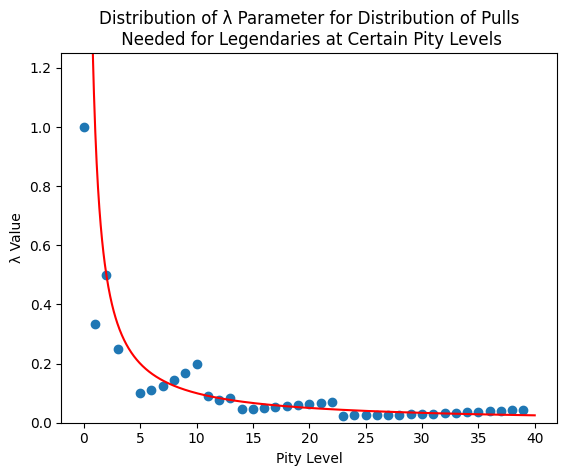 Distribution of λ Parameter for Distribution of Pulls
Needed for Legendaries at Certain Pity Levels
1.2
1.0
0.8
0.6
0.4
0.2
0.0
λ Value
0 5 10 15 20 25 30 35 40
Pity Level